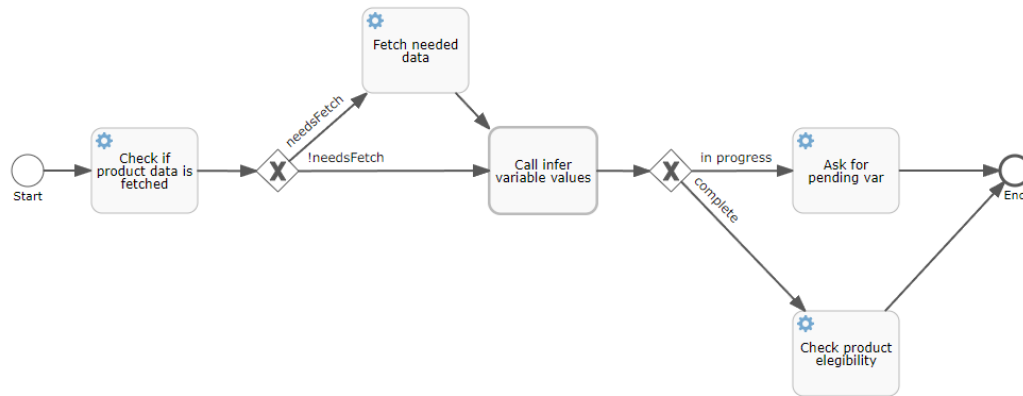 Fetch needed
data
needsFetch
!needsFetch
Start
Check if
product data is
fetched
Call infer
variable values
in progress
complete
Ask for
pending var
End
Check product
elegibility